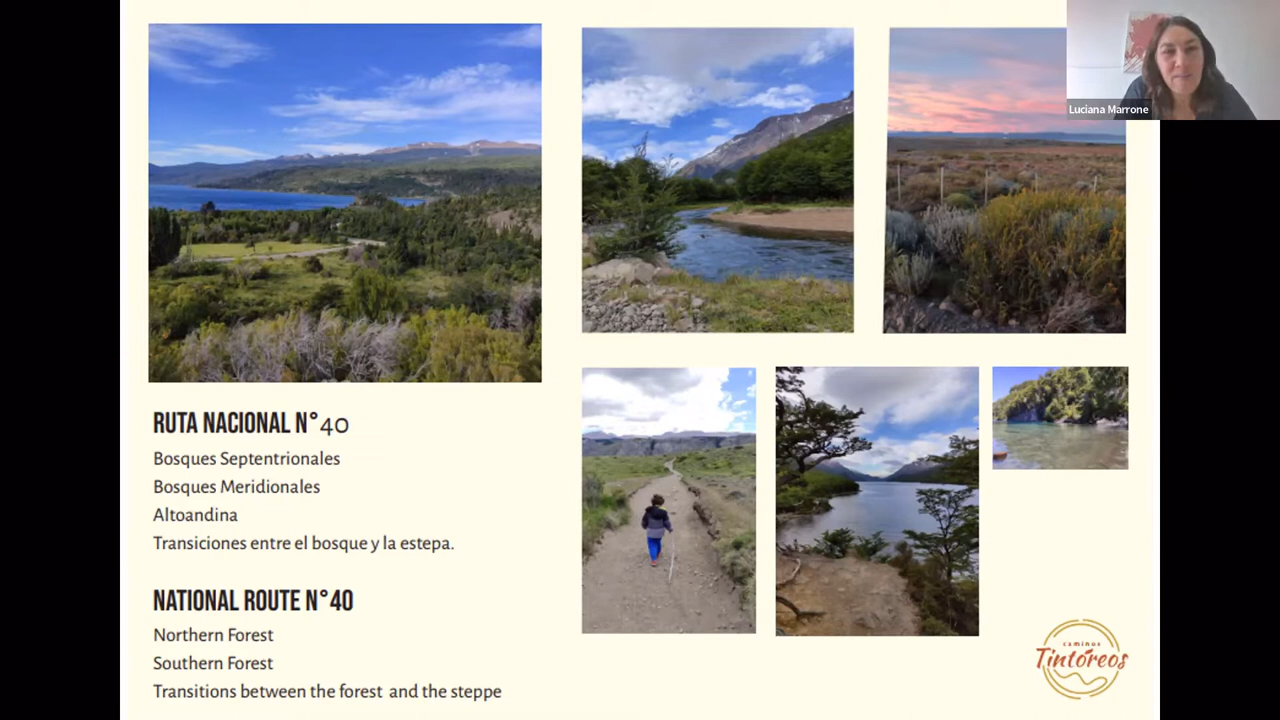 Luciana Marrone
RUTA NACIONAL N°40
Bosques Septentrionales
Bosques Meridionales
Altoandina
Transiciones entre el bosque y la estepa.
NATIONAL ROUTE N°40
Northern Forest
Southern Forest
Transitions between the forest and the steppe
caminos
Tintóreos